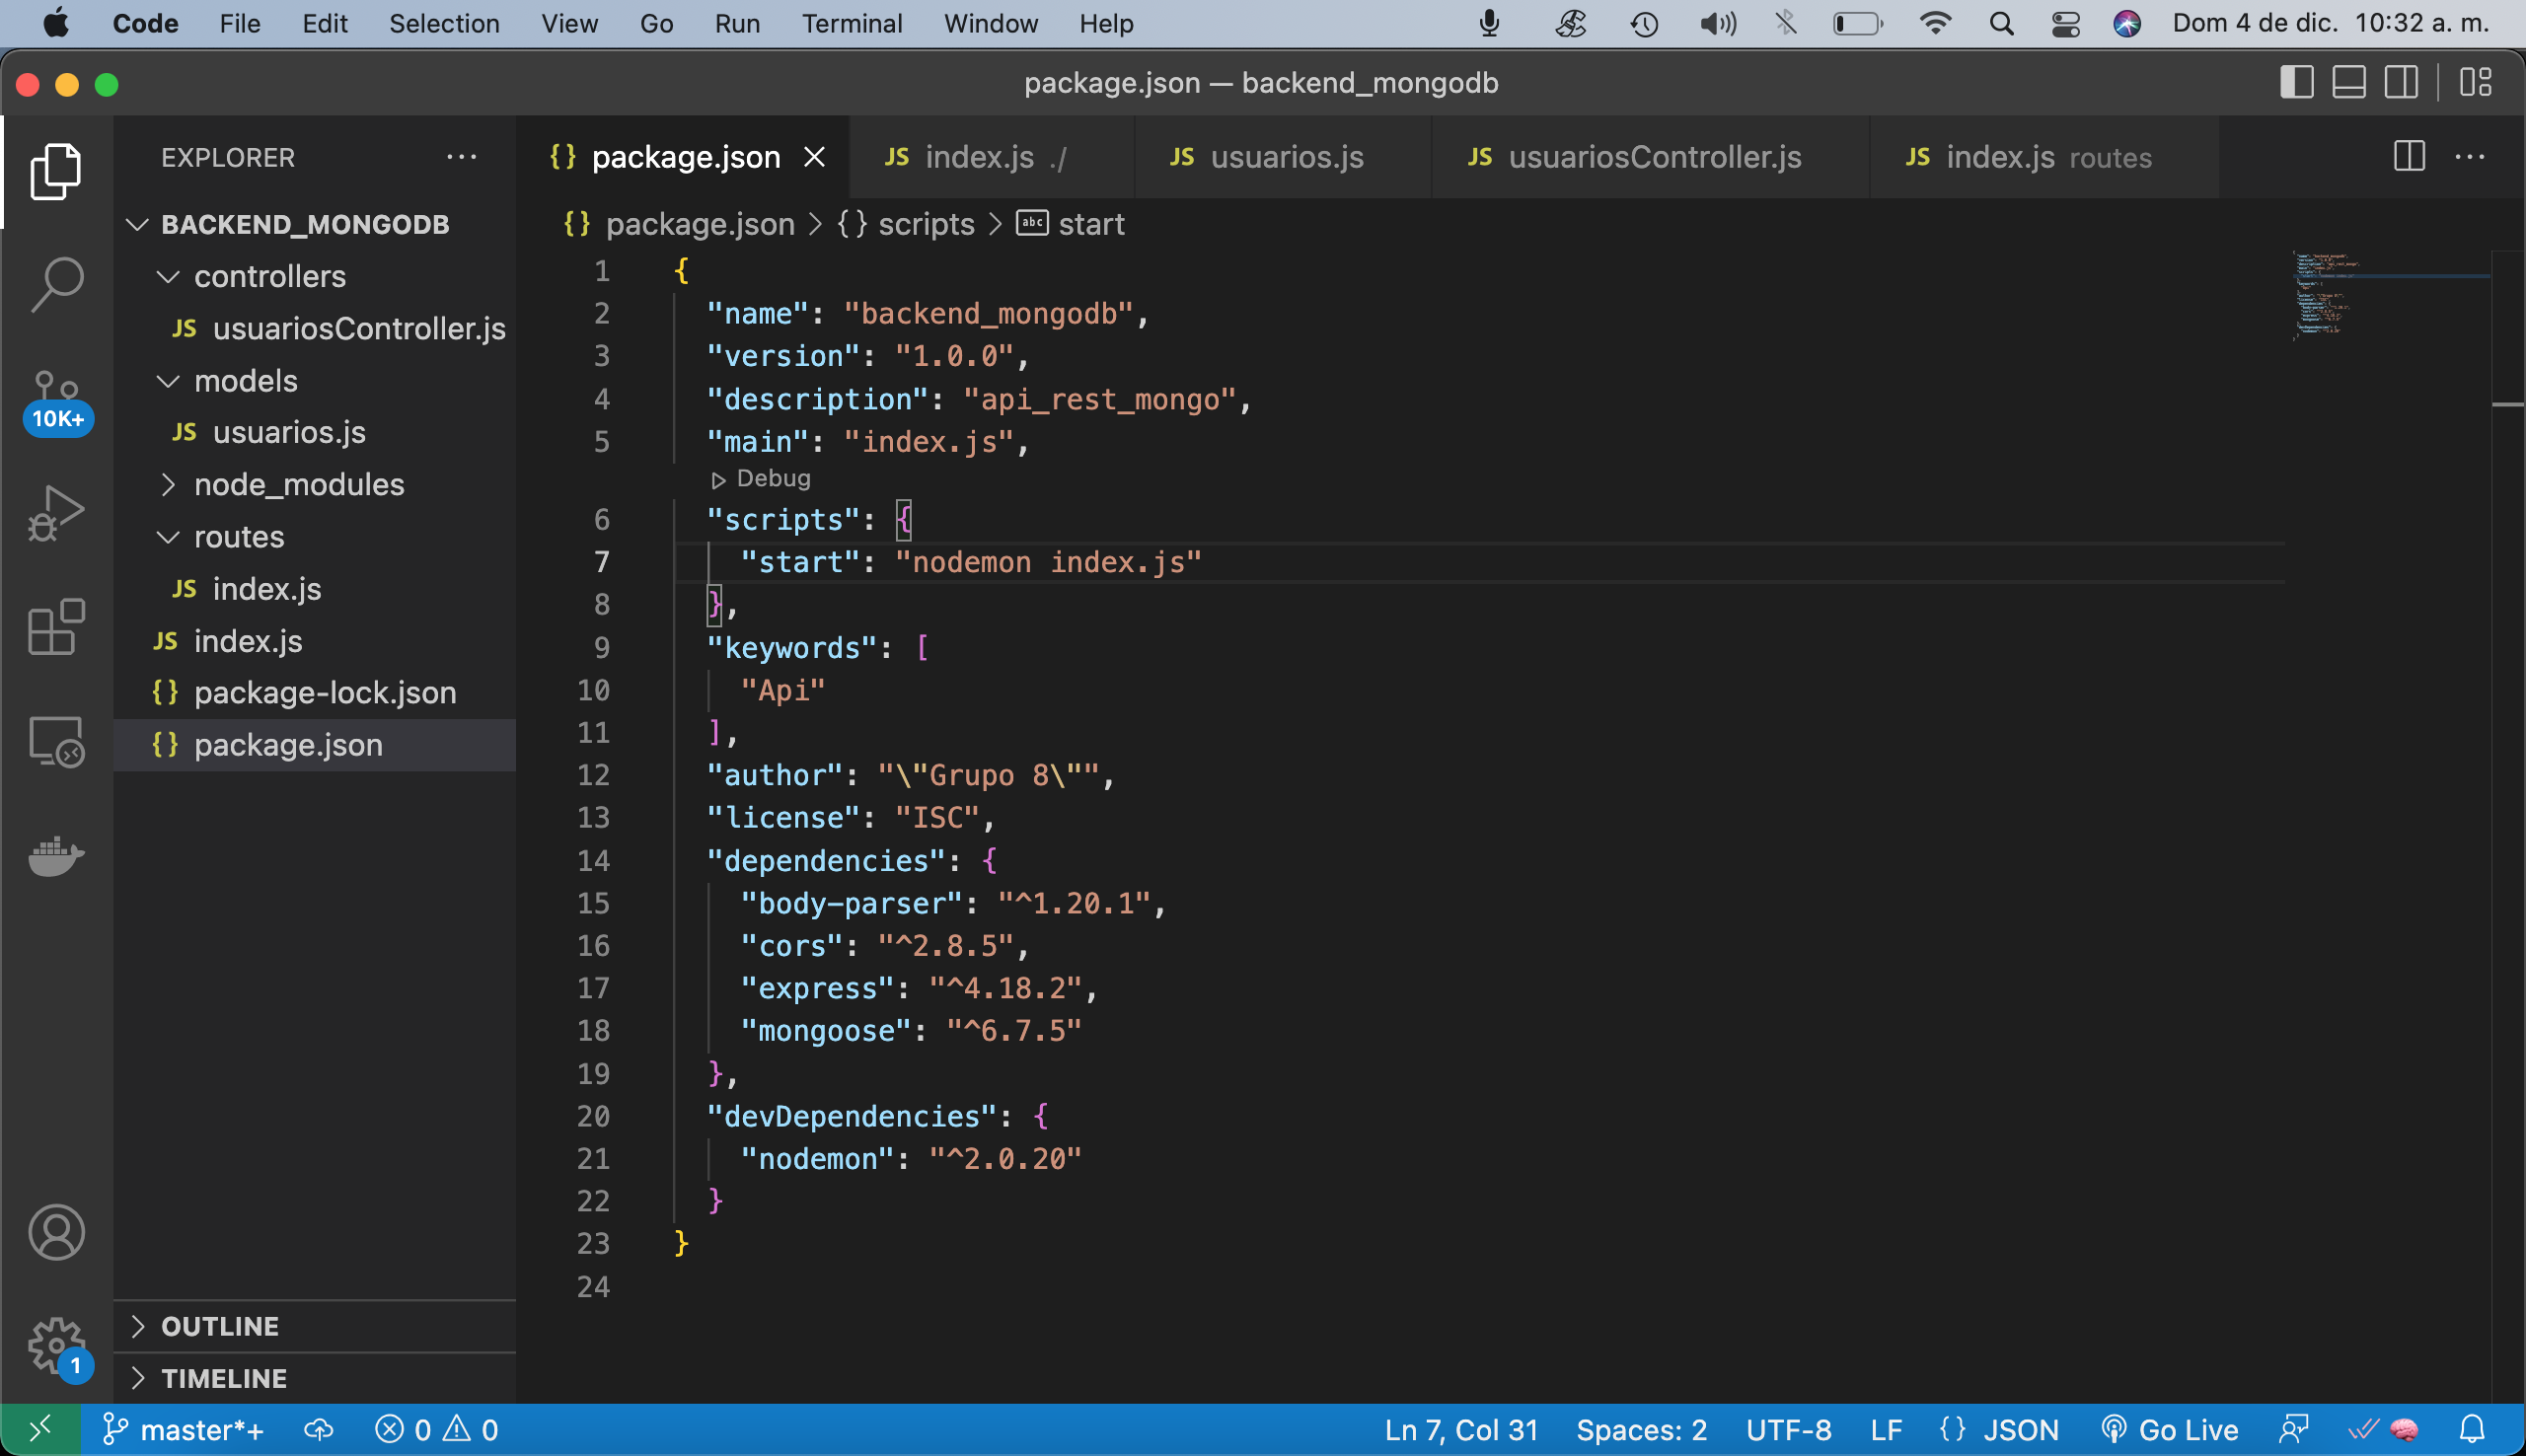 Code File Edit Selection View Go Run Terminal Window Help Dom 4 de dic. 10:32 a. m.
package.json — backend_mongodb
EXPLORER
package.json index.js ./ usuarios.js usuariosController.js index.js routes
package.json > {} scripts > abc start
BACKEND_MONGODB
controllers
JS usuariosController.js
models
JS usuarios.js
node_modules
routes
JS index.js
JS index.js
{} package-lock.json
{} package.json
10K+
1 {
2 "name": "backend_mongodb",
3 "version": "1.0.0",
4 "description": "api_rest_mongo",
5 "main": "index.js",
Debug
6 "scripts": {
7 "start": "nodemon index.js"
8 },
9 "keywords": [
10 "Api"
11 ],
12 "author": "\"Grupo 8\"",
13 "license": "ISC",
14 "dependencies": {
15 "body-parser": "^1.20.1",
16 "cors": "^2.8.5",
17 "express": "^4.18.2",
18 "mongoose": "^6.7.5"
19 },
20 "devDependencies": {
21 "nodemon": "^2.0.20"
22 }
23 }
24
OUTLINE
1
TIMELINE
master*+ 0 0 Ln 7, Col 31 Spaces: 2 UTF-8 LF {} JSON Go Live